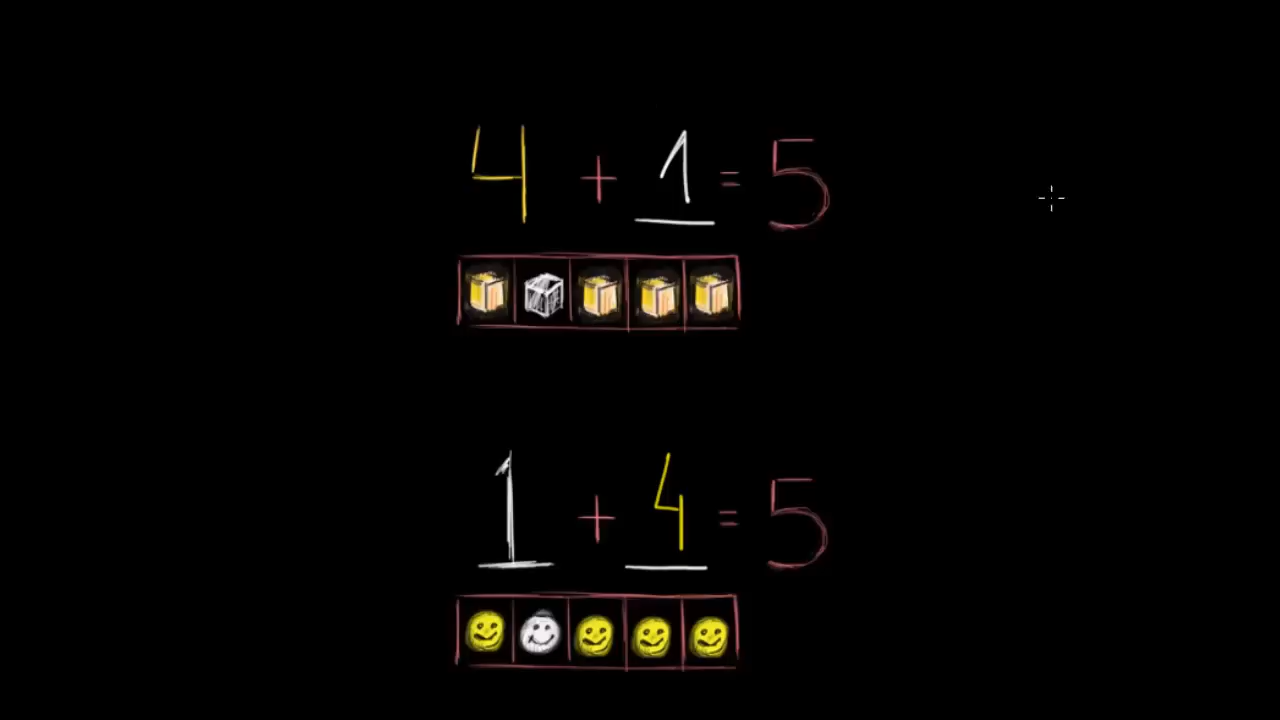 4 + 1 = 5
1 + 4 = 5